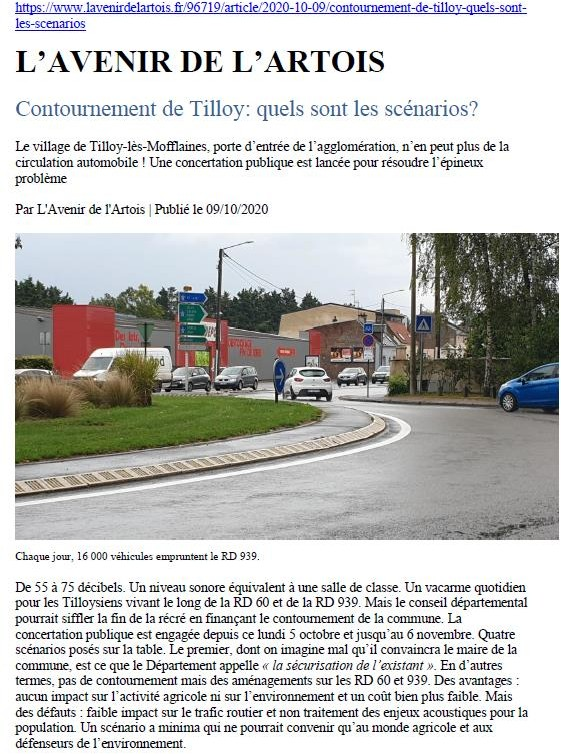 https://www.lavenirdelartois.fr/96719/article/2020-10-09/contournement-de-tilloy-quels-sont-
les-scenarios
L’AVENIR DE L’ARTOIS
Contournement de Tilloy: quels sont les scénarios?
Le village de Tilloy-lès-Mofflaines, porte d’entrée de l’agglomération, n’en peut plus de la
circulation automobile ! Une concertation publique est lancée pour résoudre l’épineux
problème
Par L'Avenir de l'Artois | Publié le 09/10/2020
Chaque jour, 16 000 véhicules empruntent le RD 939.
De 55 à 75 décibels. Un niveau sonore équivalent à une salle de classe. Un vacarme quotidien
pour les Tilloysiens vivant le long de la RD 60 et de la RD 939. Mais le conseil départemental
pourrait siffler la fin de la récré en finançant le contournement de la commune. La
concertation publique est engagée depuis ce lundi 5 octobre et jusqu’au 6 novembre. Quatre
scénarios posés sur la table. Le premier, dont on imagine mal qu’il convaincra le maire de la
commune, est ce que le Département appelle « la sécurisation de l’existant ». En d’autres
termes, pas de contournement mais des aménagements sur les RD 60 et 939. Des avantages :
aucun impact sur l’activité agricole ni sur l’environnement et un coût bien plus faible. Mais
des défauts : faible impact sur le trafic routier et non traitement des enjeux acoustiques pour la
population. Un scénario a minima qui ne pourrait convenir qu’au monde agricole et aux
défenseurs de l’environnement.